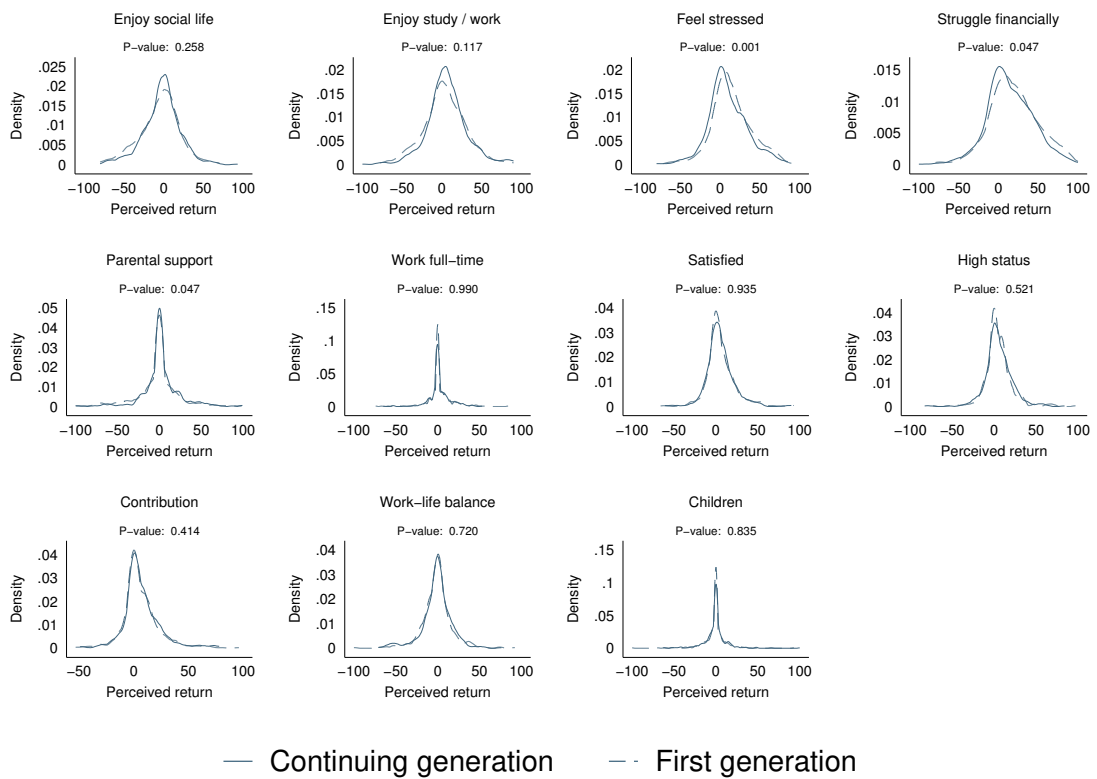 Enjoy social life
P−value: 0.258
.025
.02
.015
.01
.005
0
Density
−100 −50 0 50 100
Perceived return
Enjoy study / work
P−value: 0.117
.02
.015
.01
.005
0
Density
−100 −50 0 50 100
Perceived return
Feel stressed
P−value: 0.001
.02
.015
.01
.005
0
Density
−100 −50 0 50 100
Perceived return
Struggle financially
P−value: 0.047
.015
.01
.005
0
Density
−100 −50 0 50 100
Perceived return
Parental support
P−value: 0.047
.05
.04
.03
.02
.01
0
Density
−100 −50 0 50 100
Perceived return
Work full−time
P−value: 0.990
.15
.1
.05
0
Density
−100 −50 0 50 100
Perceived return
Satisfied
P−value: 0.935
.04
.03
.02
.01
0
Density
−100 −50 0 50 100
Perceived return
High status
P−value: 0.521
.04
.03
.02
.01
0
Density
−100 −50 0 50 100
Perceived return
Contribution
P−value: 0.414
.04
.03
.02
.01
0
Density
−50 0 50 100
Perceived return
Work−life balance
P−value: 0.720
.04
.03
.02
.01
0
Density
−100 −50 0 50 100
Perceived return
Children
P−value: 0.835
.15
.1
.05
0
Density
−100 −50 0 50 100
Perceived return
Continuing generation
First generation